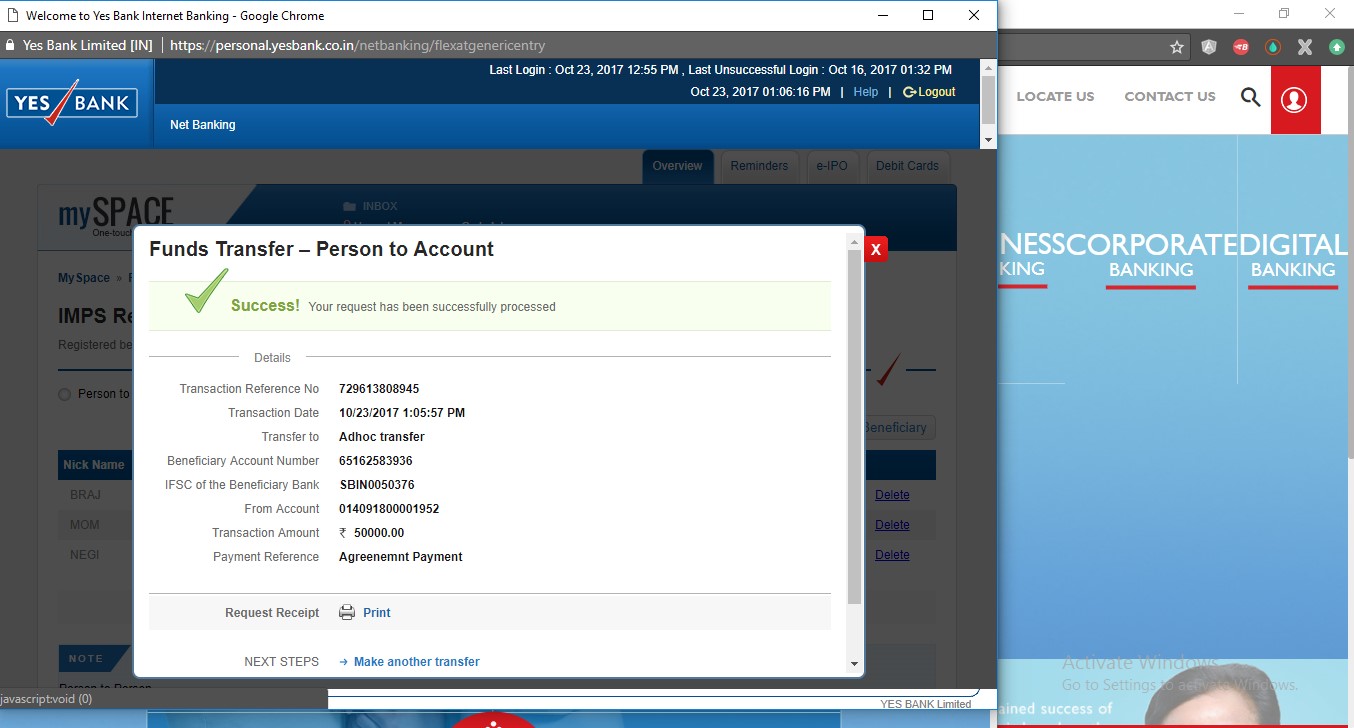 Welcome to Yes Bank Internet Banking - Google Chrome
Yes Bank Limited [IN] | https://personal.yesbank.co.in/netbanking/flexatgenericentry
Last Login : Oct 23, 2017 12:55 PM , Last Unsuccessful Login : Oct 16, 2017 01:32 PM
Oct 23, 2017 01:06:16 PM | Help | Logout
YES BANK
Net Banking
LOCATE US CONTACT US
Overview Reminders e-IPO Debit Cards
mySPACE
One-touch
INBOX
MySpace »
IMPS
Registered
Person to
Beneficiary
Nick Name
BRAJ Delete
MOM Delete
NEGI Delete
NOTE
Person to Person
Funds Transfer – Person to Account
X
Success! Your request has been successfully processed
Details
Transaction Reference No 729613808945
Transaction Date 10/23/2017 1:05:57 PM
Transfer to Adhoc transfer
Beneficiary Account Number 65162583936
IFSC of the Beneficiary Bank SBIN0050376
From Account 014091800001952
Transaction Amount ₹ 50000.00
Payment Reference Agreenemnt Payment
Request Receipt Print
NEXT STEPS → Make another transfer
javascript:void (0)
YES BANK Limited
NESS
KING
CORPORATE
BANKING
DIGITAL
BANKING
Activate Windows
Go to Settings to activate Windows.
ained success of